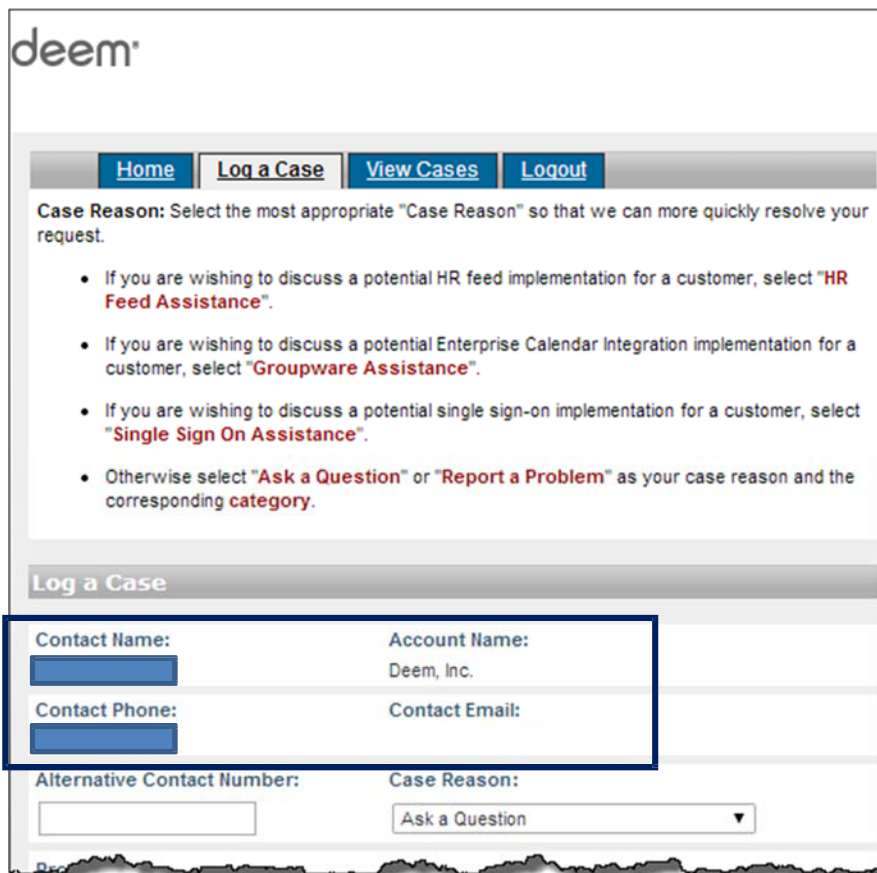 deem
Home Log a Case View Cases Logout
Case Reason: Select the most appropriate "Case Reason" so that we can more quickly resolve your
request.
• If you are wishing to discuss a potential HR feed implementation for a customer, select "HR
Feed Assistance".
• If you are wishing to discuss a potential Enterprise Calendar Integration implementation for a
customer, select "Groupware Assistance".
• If you are wishing to discuss a potential single sign-on implementation for a customer, select
"Single Sign On Assistance".
• Otherwise select "Ask a Question" or "Report a Problem" as your case reason and the
corresponding category.
Log a Case
Contact Name: Account Name:
Deem, Inc.
Contact Phone: Contact Email:
Alternative Contact Number: Case Reason:
Ask a Question